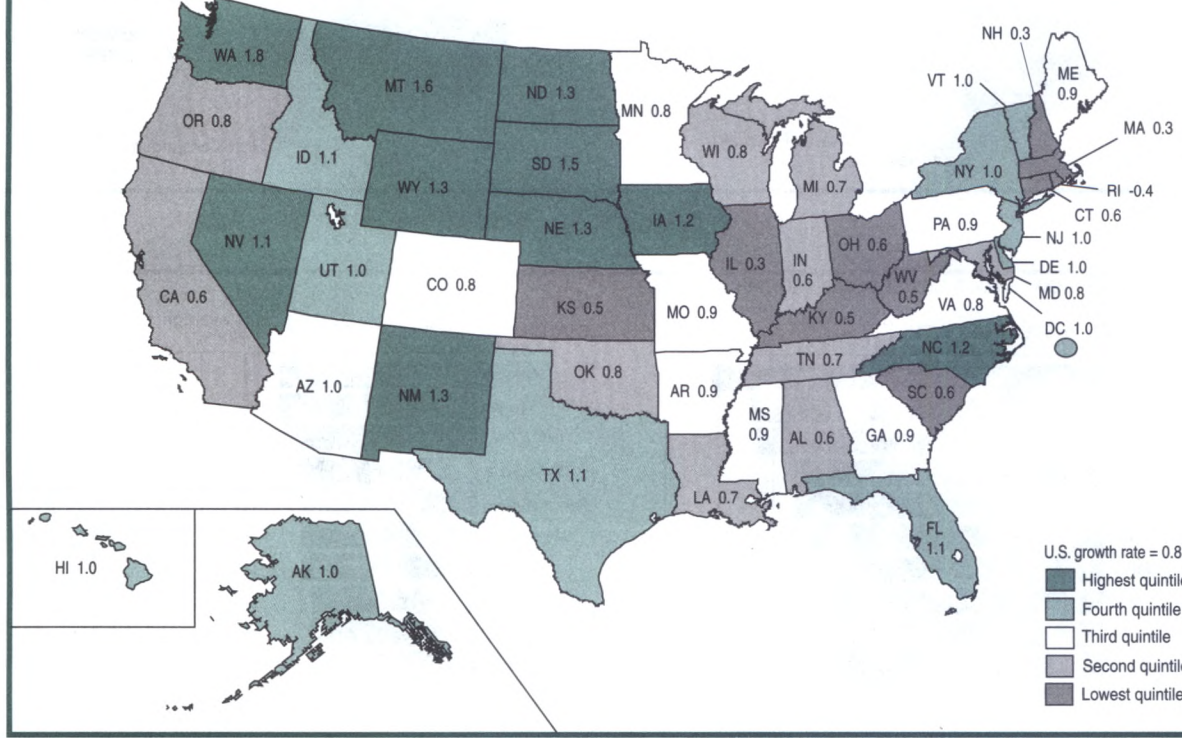 NH 0.3
WA 1.8
VT 1.0
ME
0.9
MT 1.6
ND 1.3
MN 0.8
OR 0.8
MA 0.3
ID 1.1
SD 1.5
WI 0.8
NY 1.0
WY 1.3
MI 0.7
RI -0.4
CT 0.6
PA 0.9
NE 1.3
IA 1.2
NV 1.1
NJ 1.0
OH 0.6
IL 0.3
IN
0.6
UT 1.0
DE 1.0
CO 0.8
WV
0.5
CA 0.6
MD 0.8
KS 0.5
MO 0.9
VA 0.8
KY 0.5
DC 1.0
NC 1.2
TN 0.7
OK 0.8
AZ 1.0
NM 1.3
AR 0.9
SC 0.6
MS
0.9
AL 0.6
GA 0.9
TX 1.1
LA 0.7
FL
1.1
HI 1.0
AK 1.0
U.S. growth rate = 0.8
Highest quintile
Fourth quintile
Third quintile
Second quintile
Lowest quintile